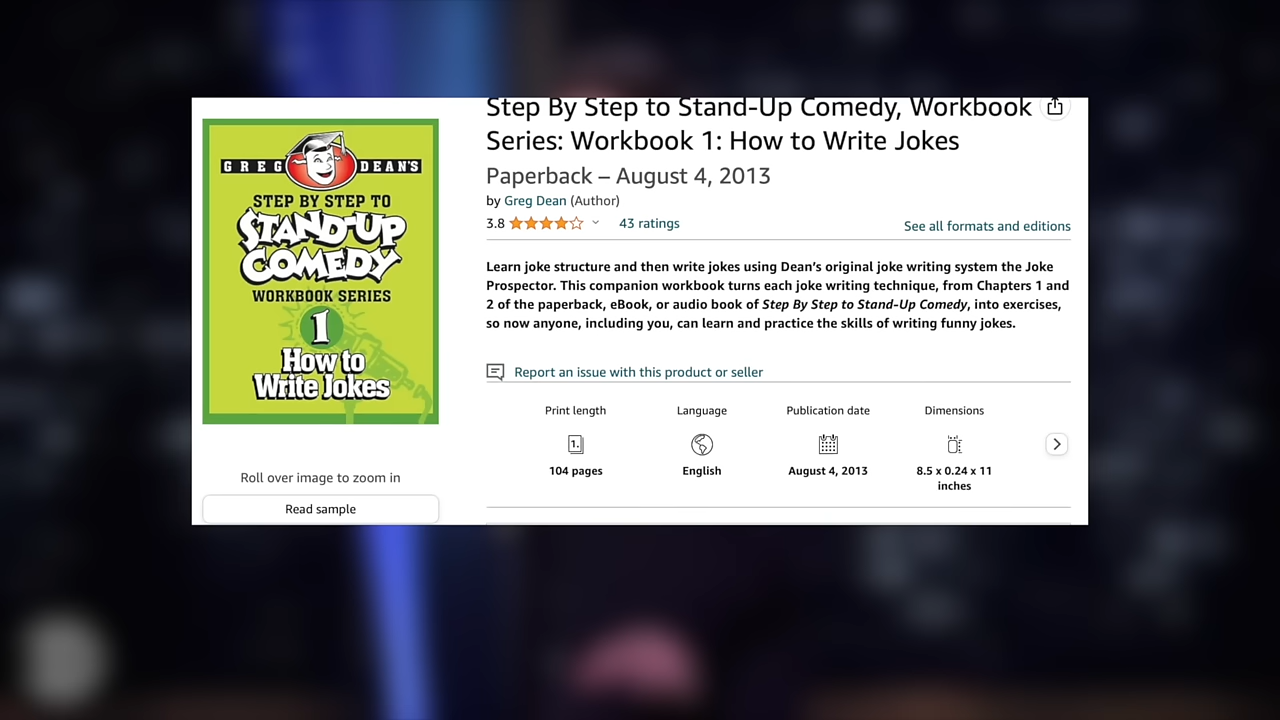 Step By Step to Stand-Up Comedy, Workbook
Series: Workbook 1: How to Write Jokes
Paperback – August 4, 2013
by Greg Dean (Author)
3.8 43 ratings
See all formats and editions
Learn joke structure and then write jokes using Dean's original joke writing system the Joke
Prospector. This companion workbook turns each joke writing technique, from Chapters 1 and
2 of the paperback, eBook, or audio book of Step By Step to Stand-Up Comedy, into exercises,
so now anyone, including you, can learn and practice the skills of writing funny jokes.
Report an issue with this product or seller
Print length
Language
Publication date
Dimensions
1.
104 pages
English
August 4, 2013
8.5 x 0.24 x 11
inches
GREG DEAN'S
STEP BY STEP TO
STAND-UP
COMEDY
WORKBOOK SERIES
1
How to
Write Jokes
Roll over image to zoom in
Read sample